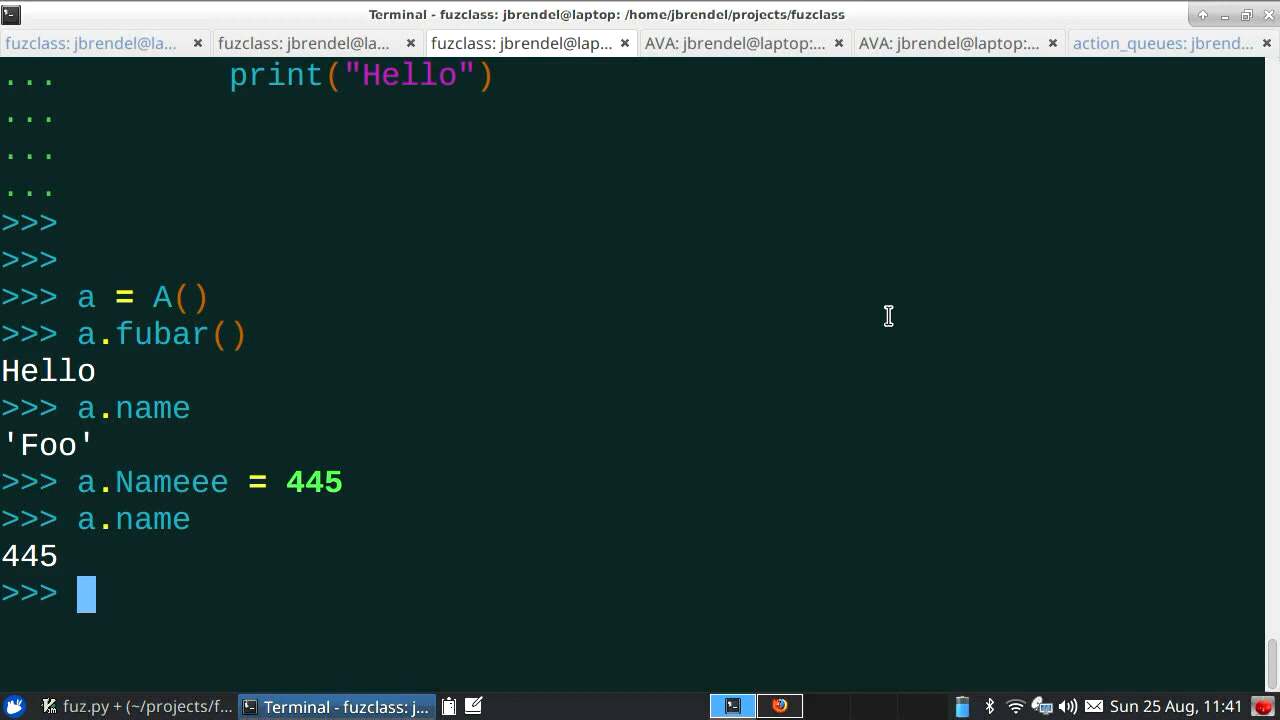 Terminal - fuzclass: jbrendel@laptop: /home/jbrendel/projects/fuzclass
fuzclass: jbrendel@la... fuzclass: jbrendel@la... fuzclass: jbrendel@lap... AVA: jbrendel@laptop:... AVA: jbrendel@laptop:... action_queues: jbrend...
...         print("Hello")
...
...
...
>>>
>>>
>>> a = A()
>>> a.fubar()
Hello
>>> a.name
'Foo'
>>> a.Nameee = 445
>>> a.name
445
>>>
fuz.py + (~/projects/f... Terminal - fuzclass: j... Sun 25 Aug, 11:41